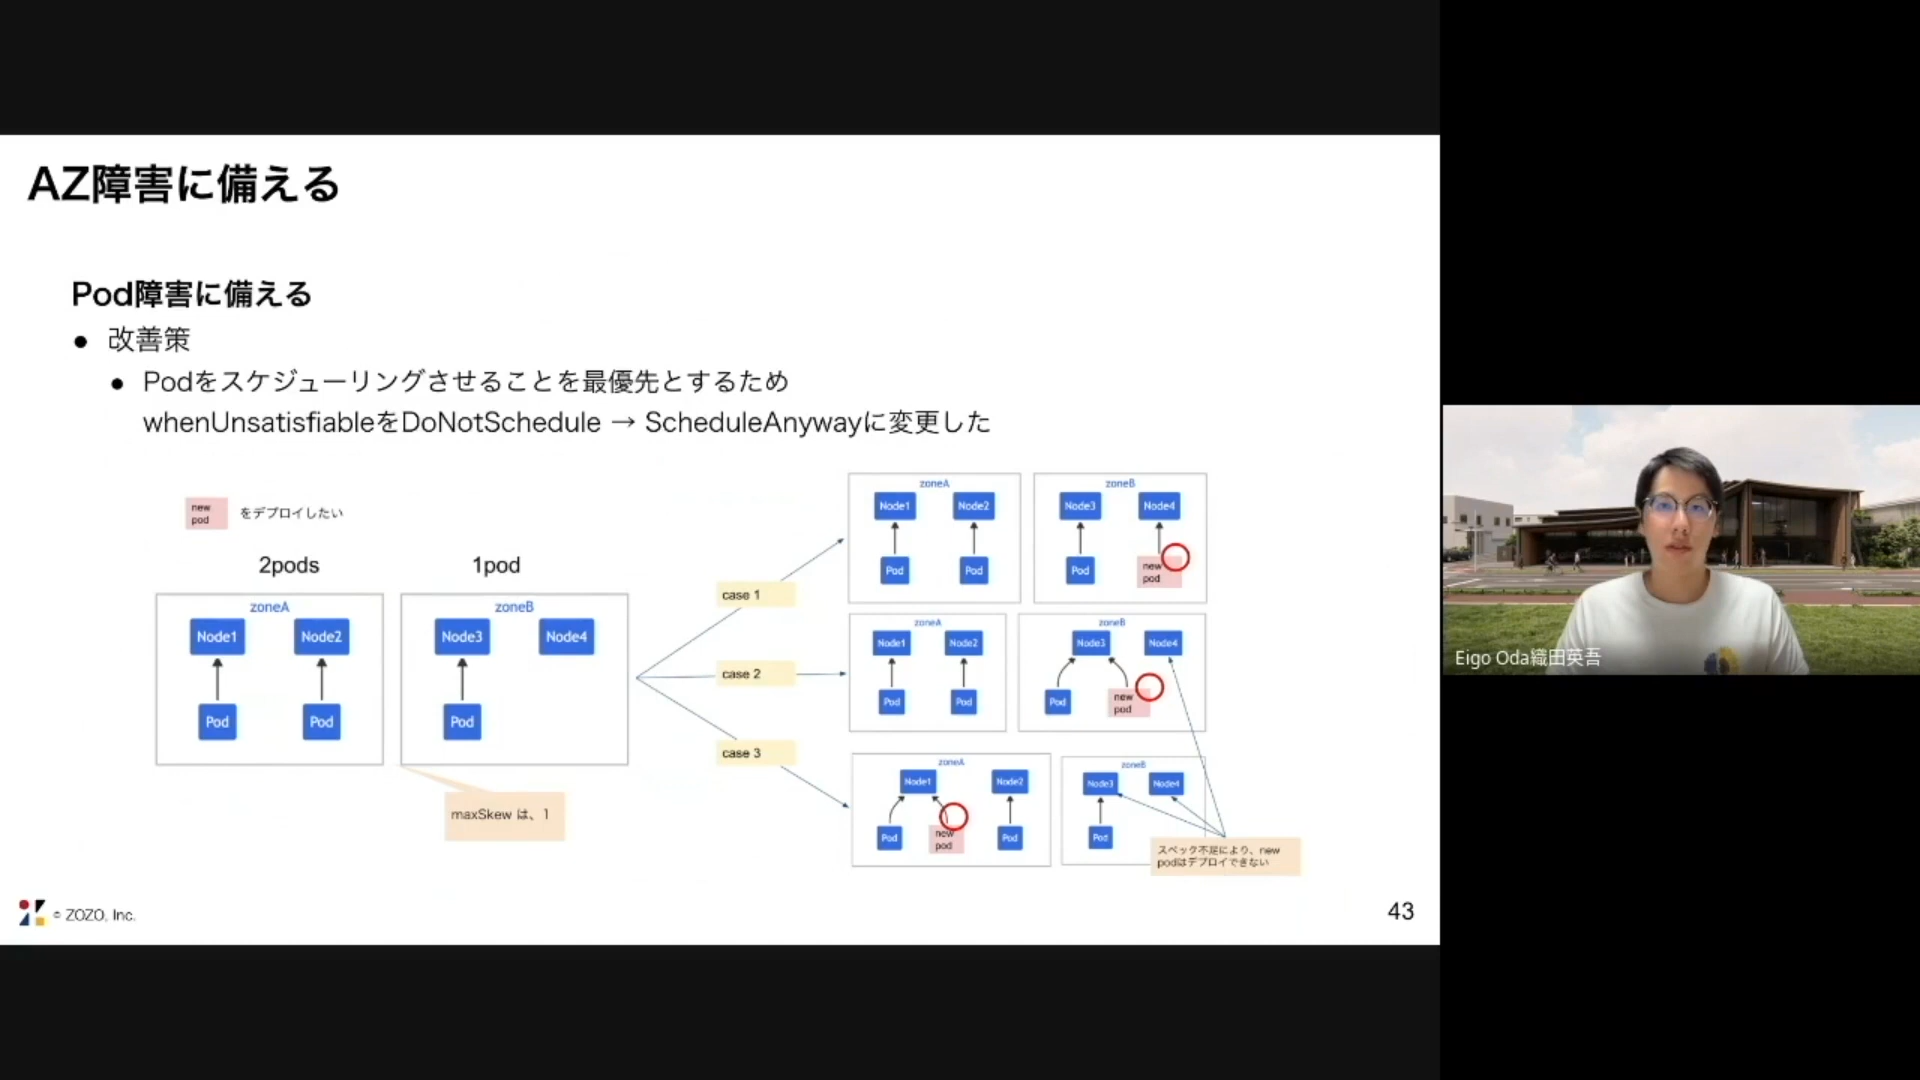 AZ障害に備える
Pod障害に備える
● 改善策
● Podをスケジューリングさせることを最優先とするため
whenUnsatisfiableをDoNotSchedule → ScheduleAnywayに変更した
new
pod
をデプロイしたい
2pods
1pod
zoneA
Node1
Node2
Pod
Pod
zoneB
Node3
Node4
Pod
maxSkew は、1
case 1
case 2
case 3
zoneA
Node1
Node2
Pod
Pod
zoneB
Node3
Node4
Pod
new
pod
zoneA
Node1
Node2
Pod
Pod
zoneB
Node3
Node4
Pod
new
pod
zoneA
Node1
Node2
Pod
new
pod
Pod
zoneB
Node3
Node4
Pod
スペック不足により、new
podはデプロイできない
© ZOZO, Inc.
43
Eigo Oda織田英吾